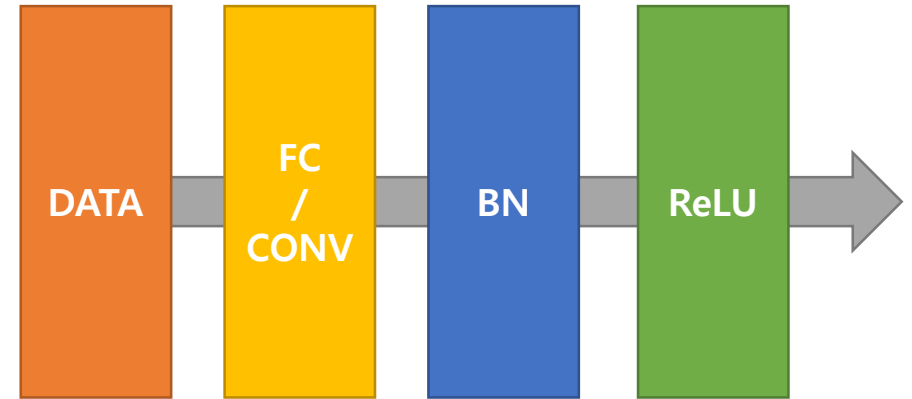 DATA
FC
/
CONV
BN
ReLU